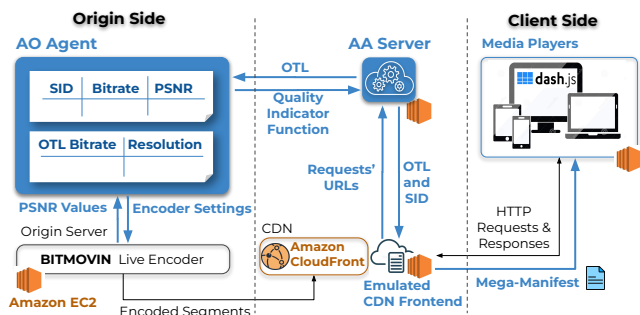 Origin Side
Client Side
AO Agent
AA Server
Media Players
SID Bitrate PSNR
OTL Bitrate Resolution
OTL
Quality
Indicator
Function
dash.js
Requests'
URLs
OTL
and
SID
PSNR Values
Encoder Settings
Origin Server
BITMOVIN Live Encoder
Amazon EC2
Encoded Segments
CDN
Amazon
CloudFront
Emulated
CDN Frontend
HTTP
Requests &
Responses
Mega-Manifest